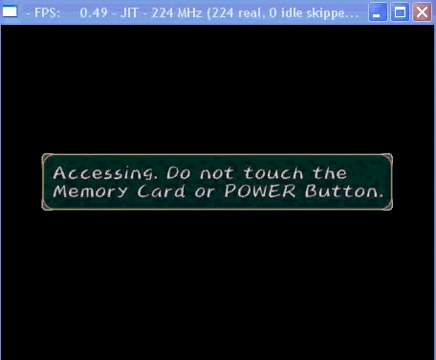 - FPS: 0.49 - JIT - 224 MHz (224 real, 0 idle skippe...
Accessing. Do not touch the
Memory Card or POWER Button.